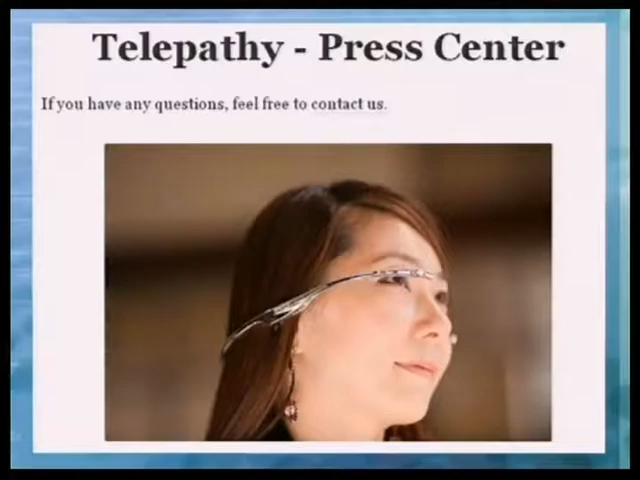 Telepathy - Press Center
If you have any questions, feel free to contact us.